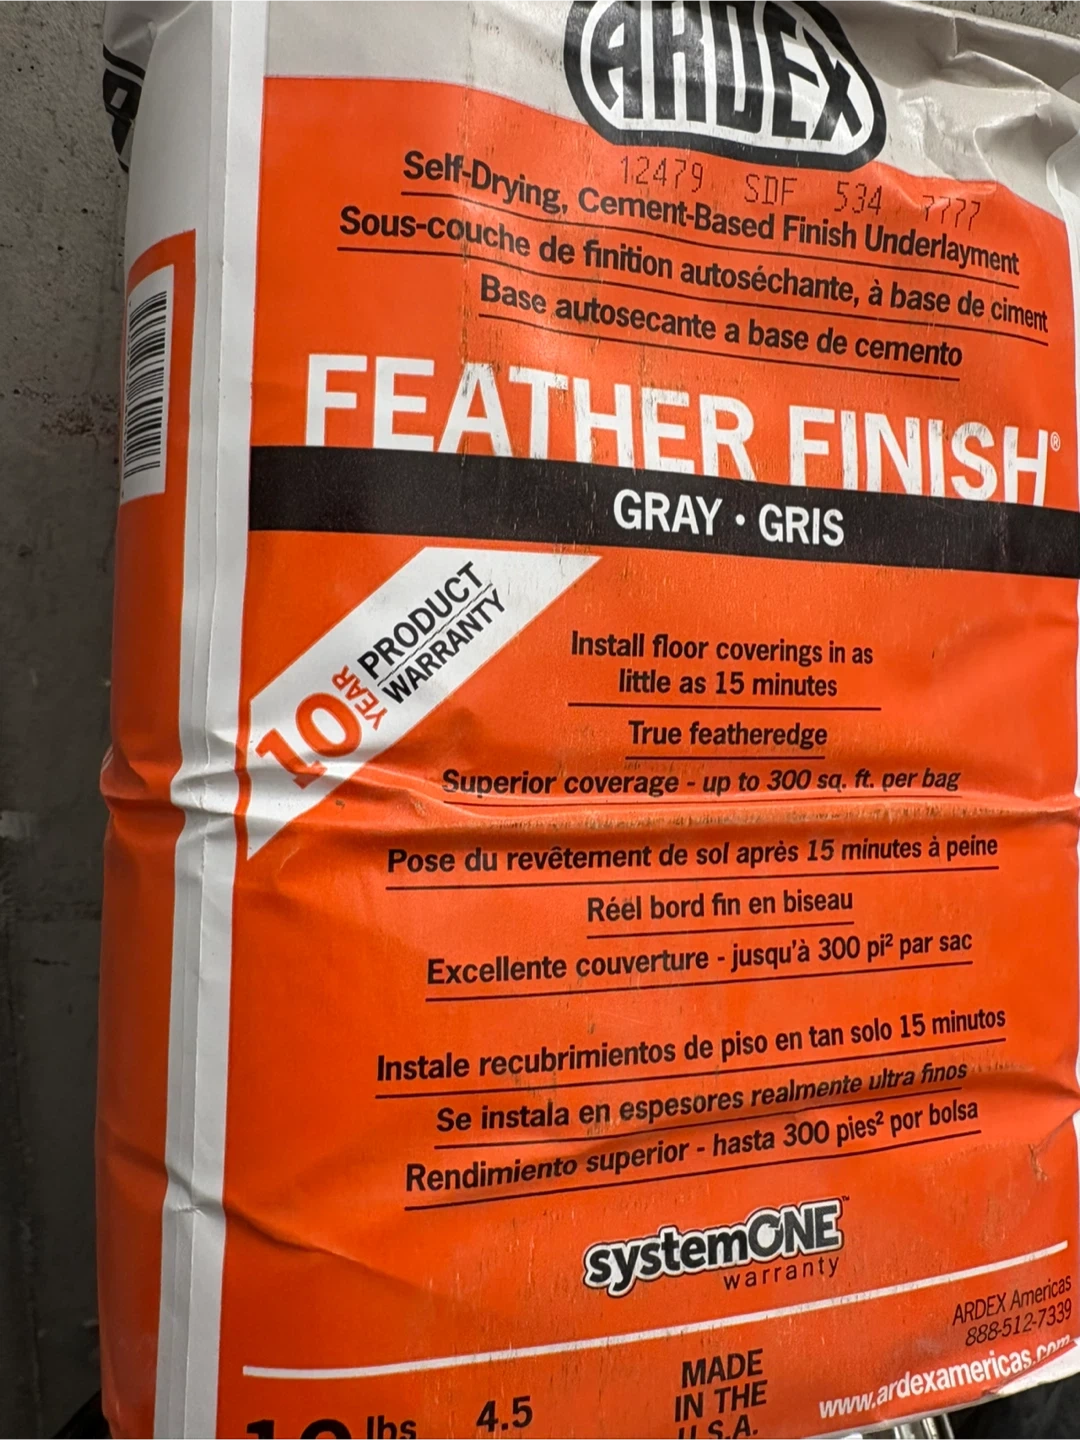 ARDEX
12479 SDF 534 7777
Self-Drying, Cement-Based Finish Underlayment
Sous-couche de finition autoséchante, à base de ciment
Base autosecante a base de cemento
FEATHER FINISH®
GRAY • GRIS
10 YEAR PRODUCT
WARRANTY
Install floor coverings in as
little as 15 minutes
True featheredge
Superior coverage - up to 300 sq. ft. per bag
Pose du revêtement de sol après 15 minutes à peine
Réel bord fin en biseau
Excellente couverture - jusqu'à 300 pi² par sac
Instale recubrimientos de piso en tan solo 15 minutos
Se instala en espesores realmente ultra finos
Rendimiento superior - hasta 300 pies² por bolsa
systemONE™
warranty
ARDEX Americas
888-512-7339
www.ardexamericas.com
10 lbs 4.5
MADE
IN THE
U.S.A.